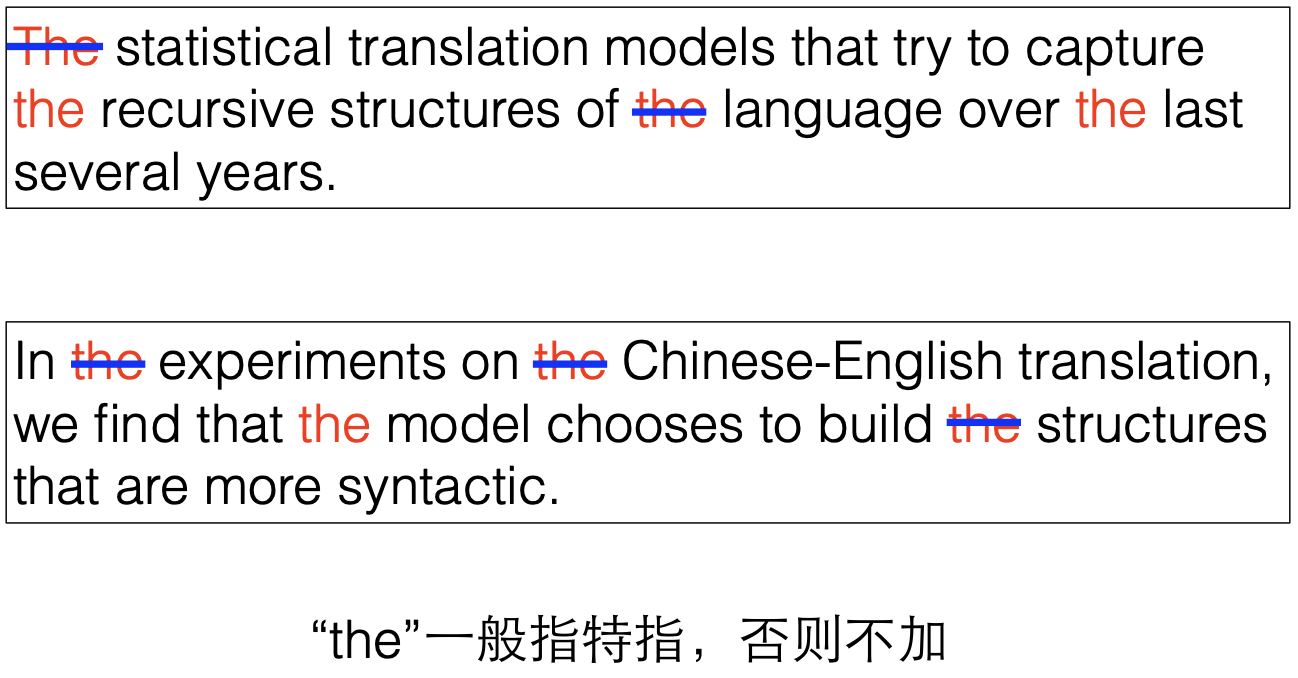 The statistical translation models that try to capture
the recursive structures of the language over the last
several years.
In the experiments on the Chinese-English translation,
we find that the model chooses to build the structures
that are more syntactic.
“the”一般指特指，否则不加